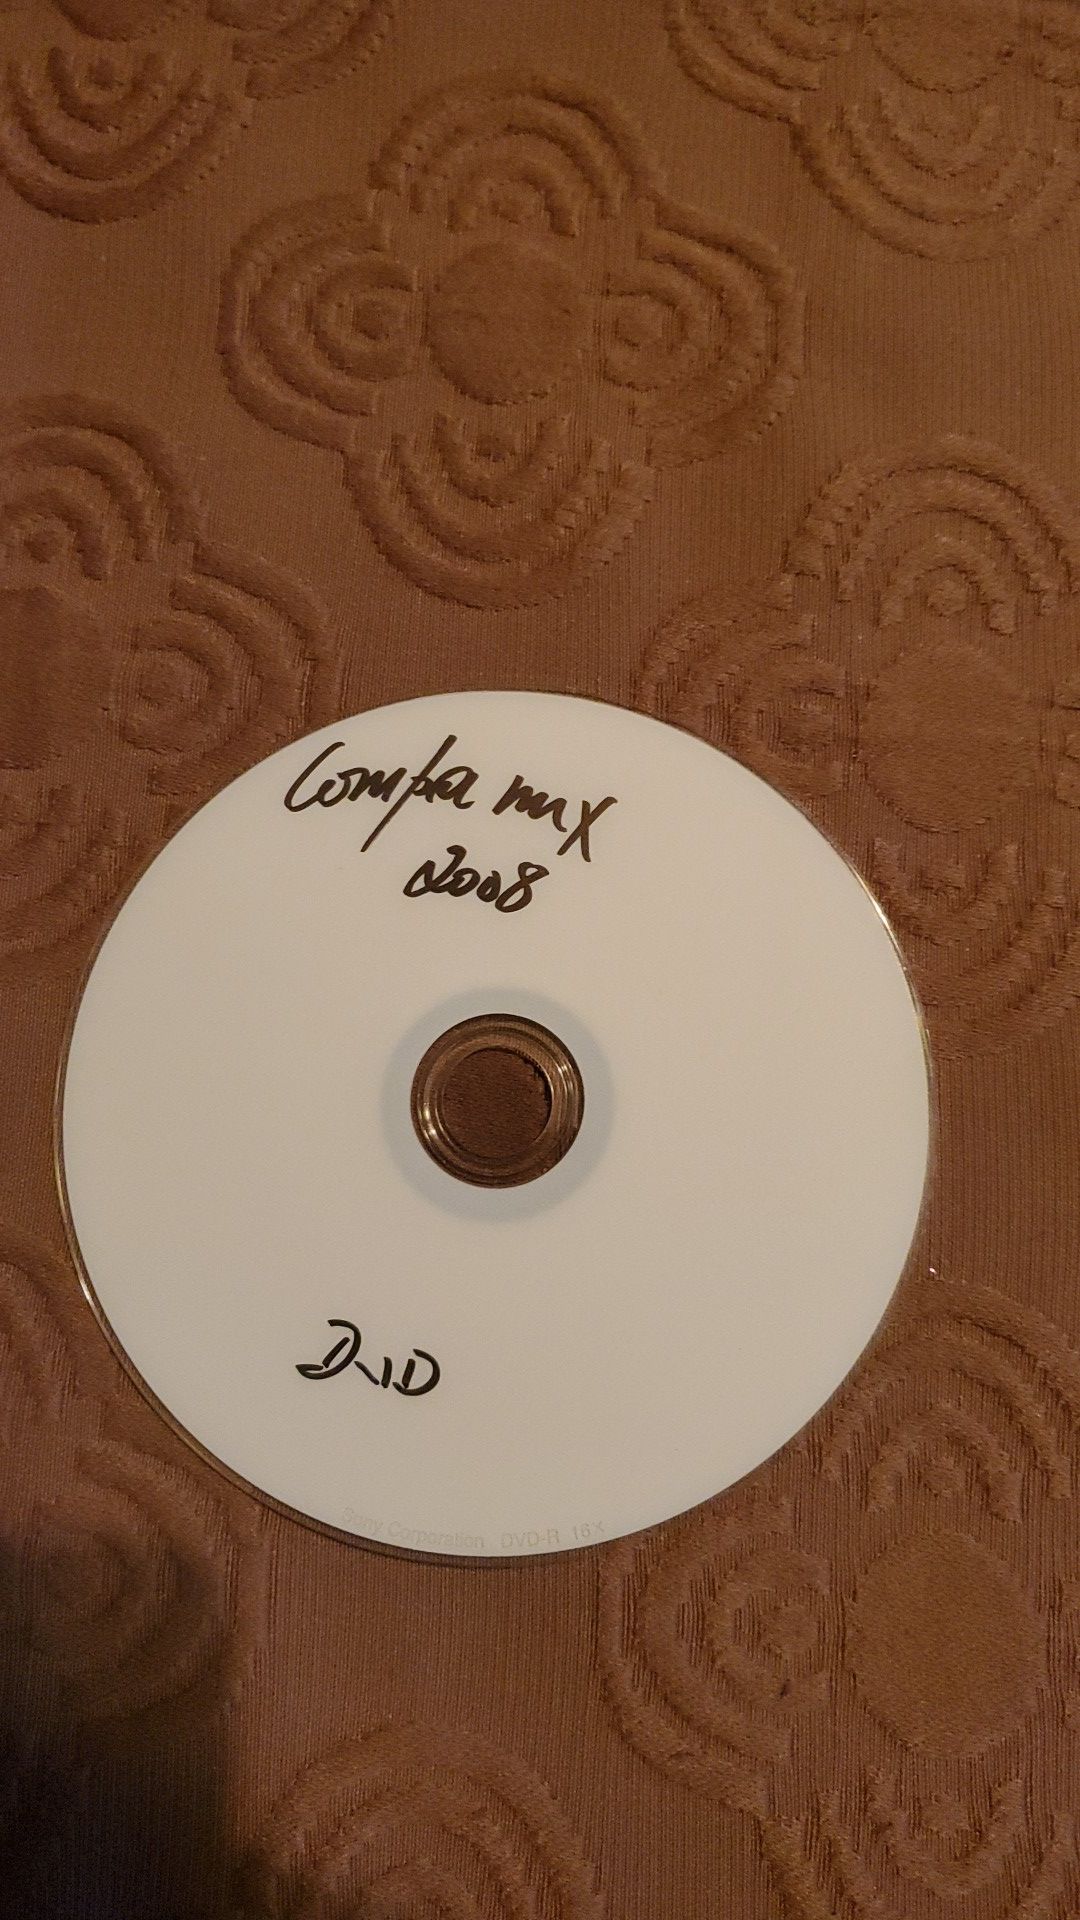 Compa mix
2008
DVD
Sony Corporation DVD-R 16X